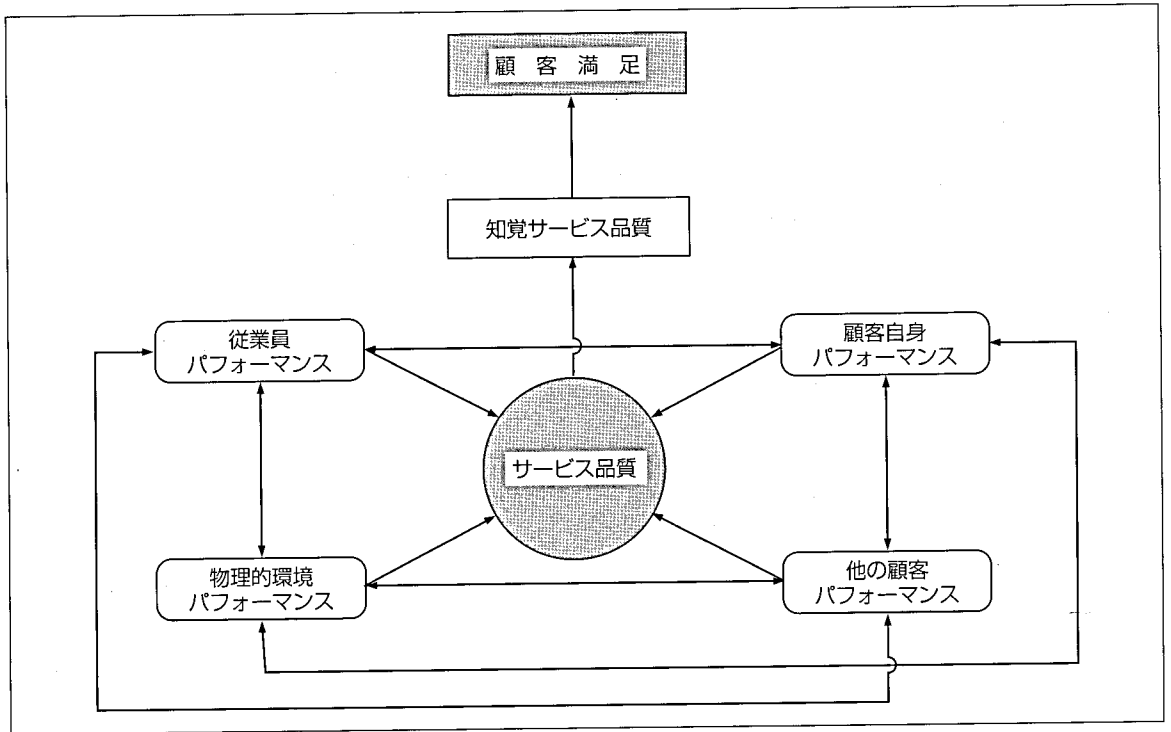 顧客満足
知覚サービス品質
従業員
パフォーマンス
顧客自身
パフォーマンス
サービス品質
物理的環境
パフォーマンス
他の顧客
パフォーマンス